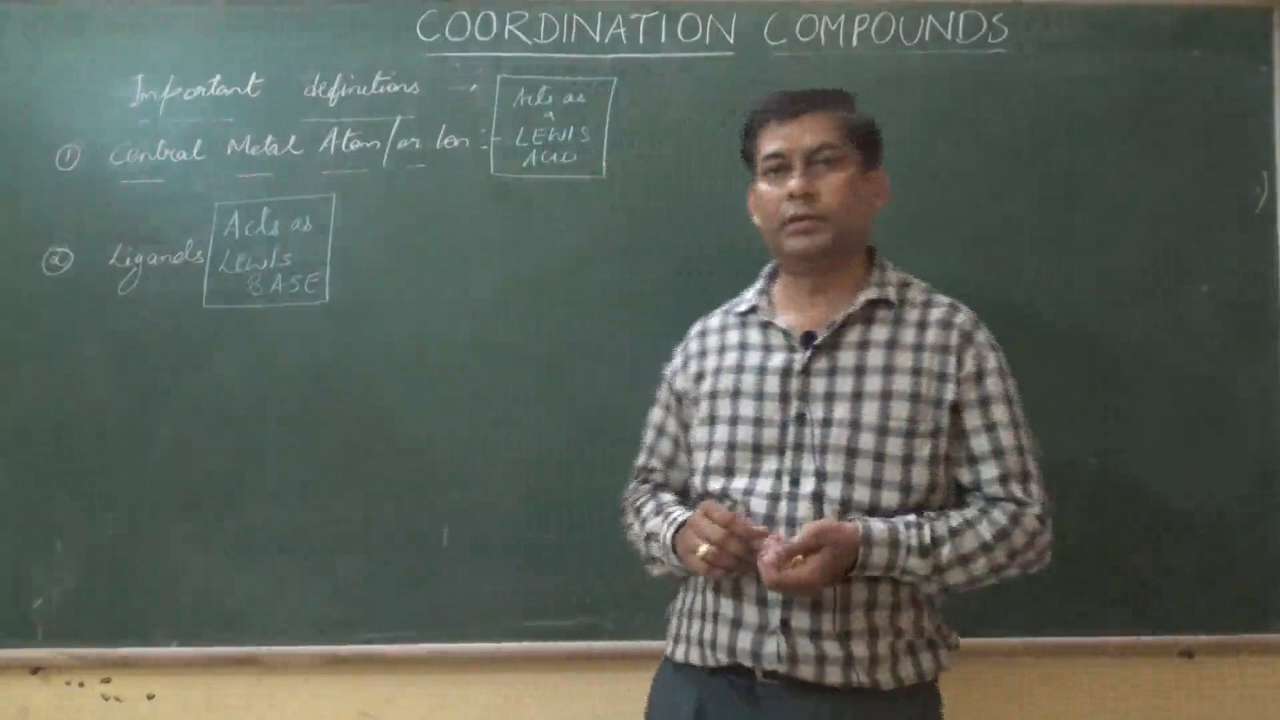 COORDINATION COMPOUNDS
Important definitions -
① Central Metal Atom/or Ion :-
Acts as
a
LEWIS
ACID
② Ligands
Acts as
LEWIS
BASE
)